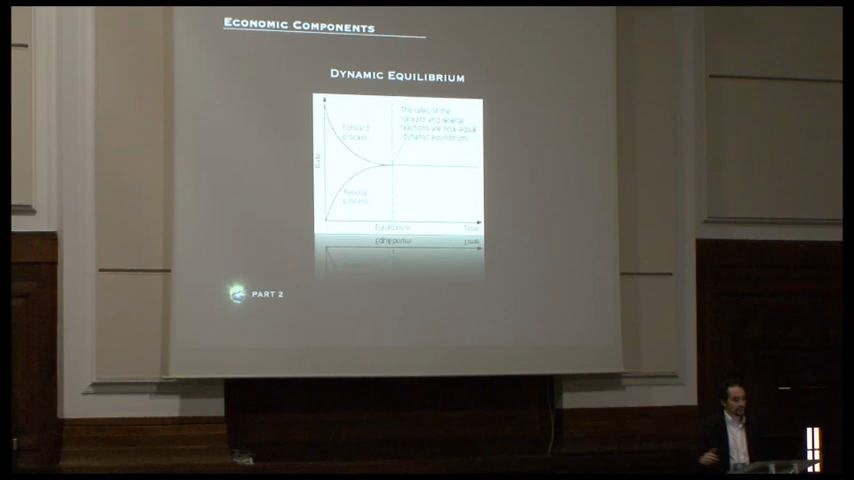 Economic Components
Dynamic Equilibrium
The rates of the
forward and reverse
reactions are now equal
(dynamic equilibrium)
Forward
process
Rate
Reverse
process
Equilibrium
Time
PART 2